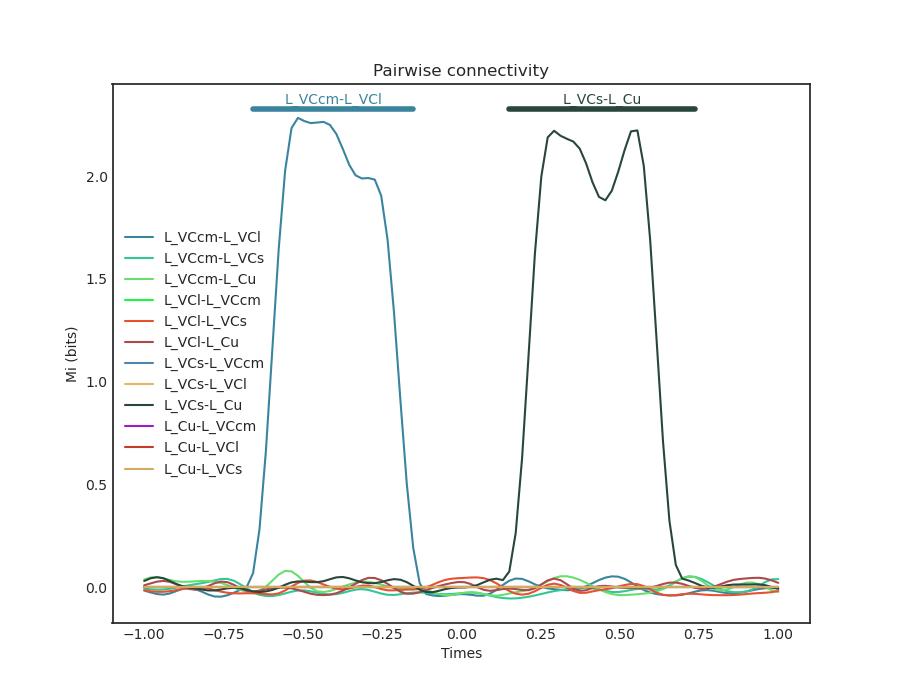 Pairwise connectivity
L_VCcm-L_VCl
L_VCs-L_Cu
2.0
1.5
1.0
0.5
0.0
Mi (bits)
L_VCcm-L_VCl
L_VCcm-L_VCs
L_VCcm-L_Cu
L_VCl-L_VCcm
L_VCl-L_VCs
L_VCl-L_Cu
L_VCs-L_VCcm
L_VCs-L_VCl
L_VCs-L_Cu
L_Cu-L_VCcm
L_Cu-L_VCl
L_Cu-L_VCs
−1.00 −0.75 −0.50 −0.25 0.00 0.25 0.50 0.75 1.00
Times